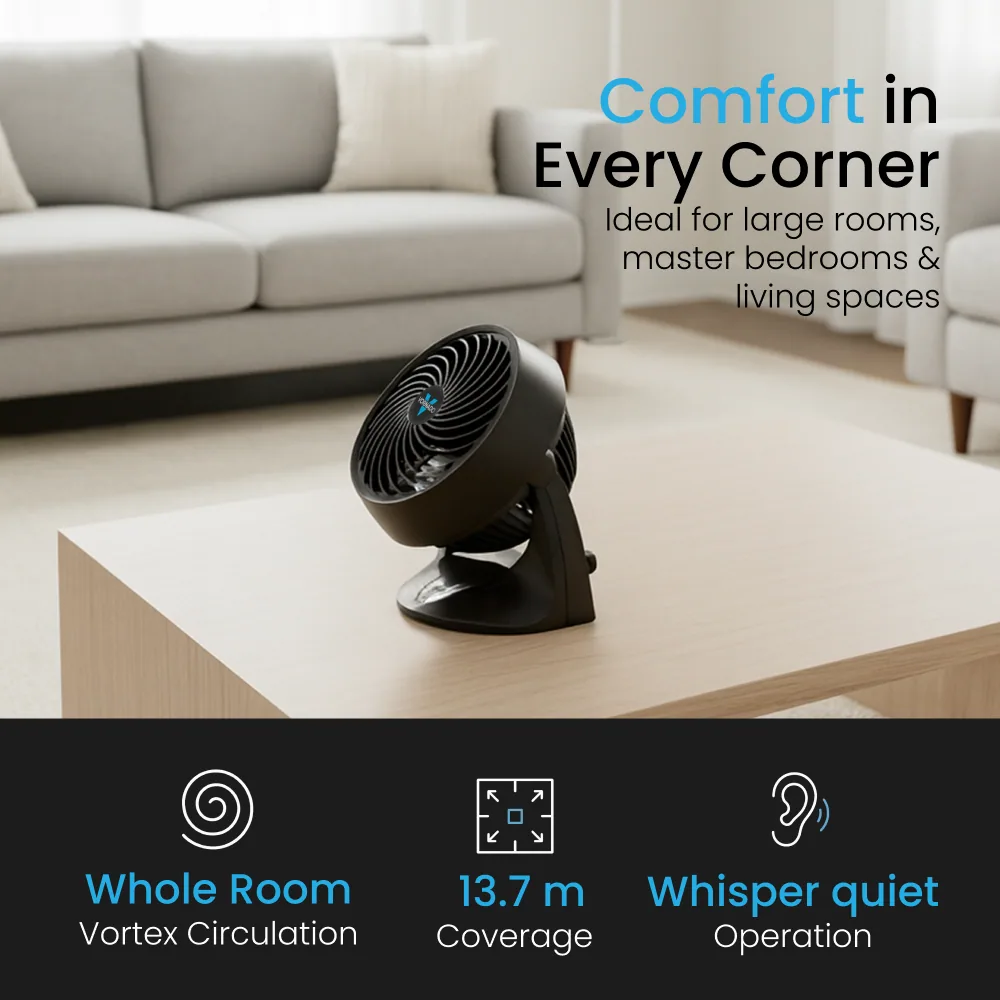 Comfort in
Every Corner
Ideal for large rooms,
master bedrooms &
living spaces
VORNADO
Whole Room
Vortex Circulation
13.7 m
Coverage
Whisper quiet
Operation